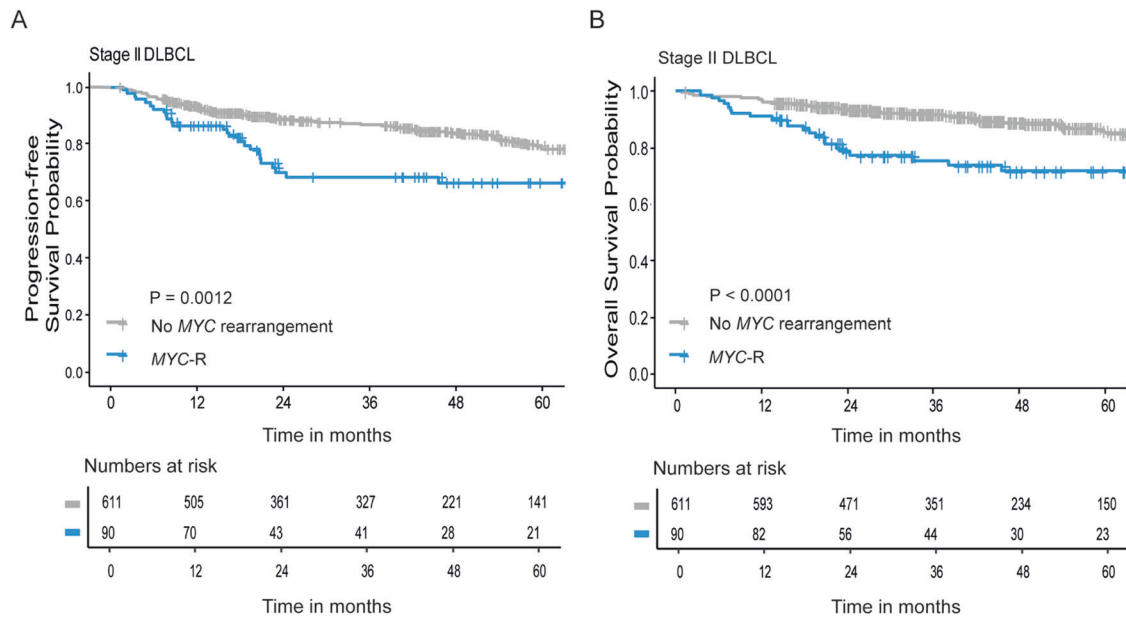 A
Stage II DLBCL
Progression-free
Survival Probability
1.0
0.8
0.6
0.4
0.2
0.0
P = 0.0012
No MYC rearrangement
MYC-R
0 12 24 36 48 60
Time in months
Numbers at risk
611 505 361 327 221 141
90 70 43 41 28 21
0 12 24 36 48 60
Time in months
B
Stage II DLBCL
Overall Survival Probability
1.0
0.8
0.6
0.4
0.2
0.0
P < 0.0001
No MYC rearrangement
MYC-R
0 12 24 36 48 60
Time in months
Numbers at risk
611 593 471 351 234 150
90 82 56 44 30 23
0 12 24 36 48 60
Time in months